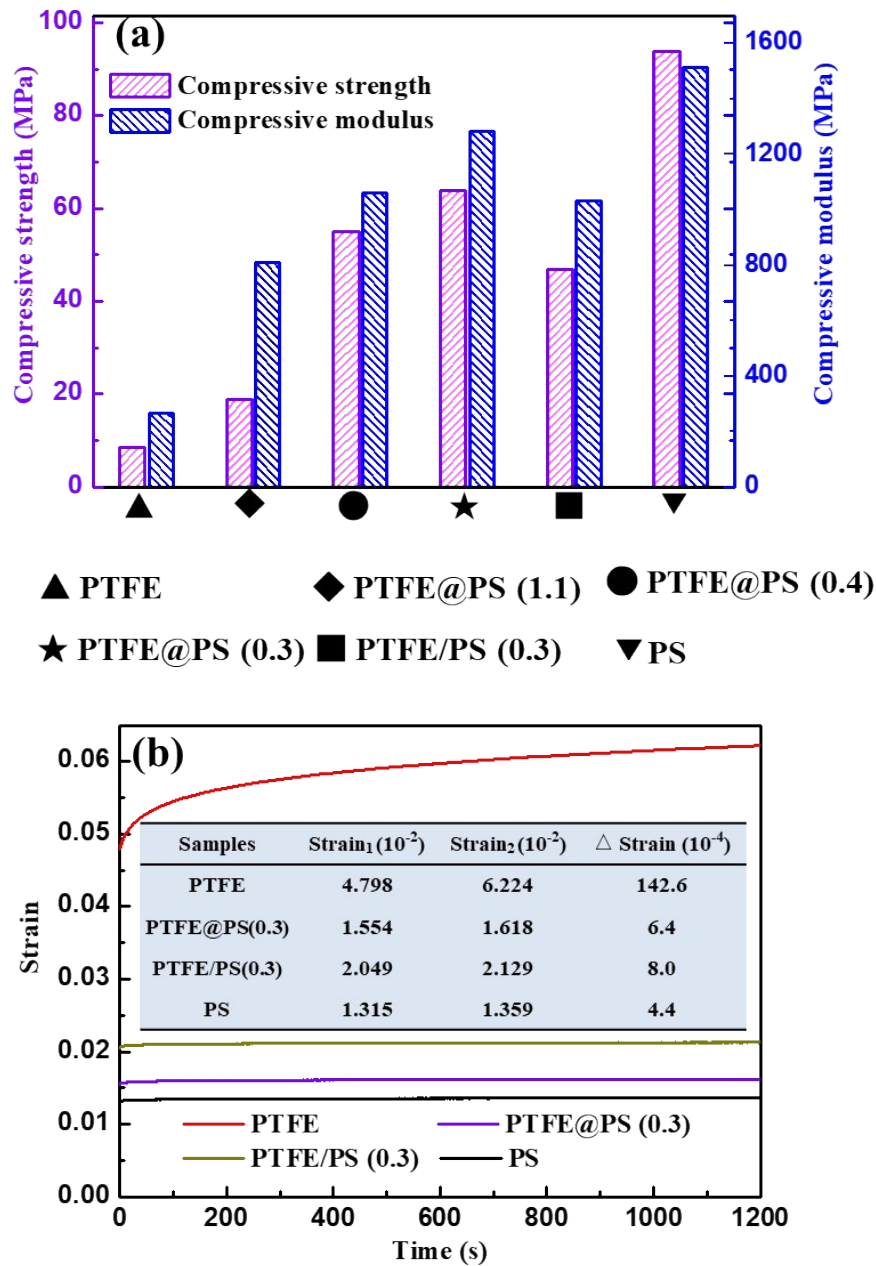 (a)
Compressive strength (MPa)
100
80
60
40
20
0
Compressive strength
Compressive modulus
1600
1200
800
400
0
Compressive modulus (MPa)
▲ PTFE ◆ PTFE@PS (1.1) ● PTFE@PS (0.4)
★ PTFE@PS (0.3) ■ PTFE/PS (0.3) ▼ PS
(b)
Strain
0.06
0.05
0.04
0.03
0.02
0.01
0.00
Samples Strain₁ (10⁻²) Strain₂ (10⁻²) △ Strain (10⁻⁴)
PTFE 4.798 6.224 142.6
PTFE@PS(0.3) 1.554 1.618 6.4
PTFE/PS(0.3) 2.049 2.129 8.0
PS 1.315 1.359 4.4
PTFE PTFE@PS (0.3)
PTFE/PS (0.3) PS
0 200 400 600 800 1000 1200
Time (s)